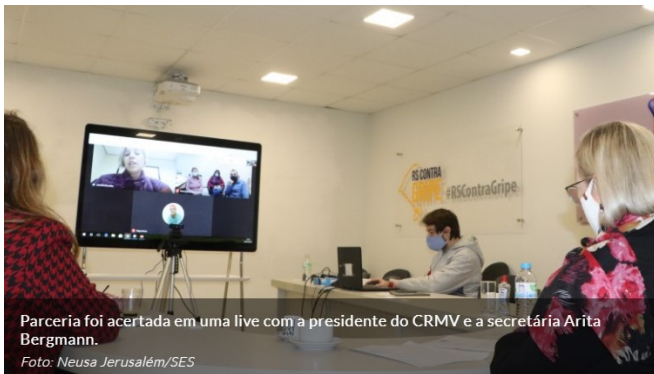 RS CONTRA
GRIPE
#RSContraGripe
Parceria foi acertada em uma live com a presidente do CRMV e a secretária Arita
Bergmann.
Foto: Neusa Jerusalém/SES